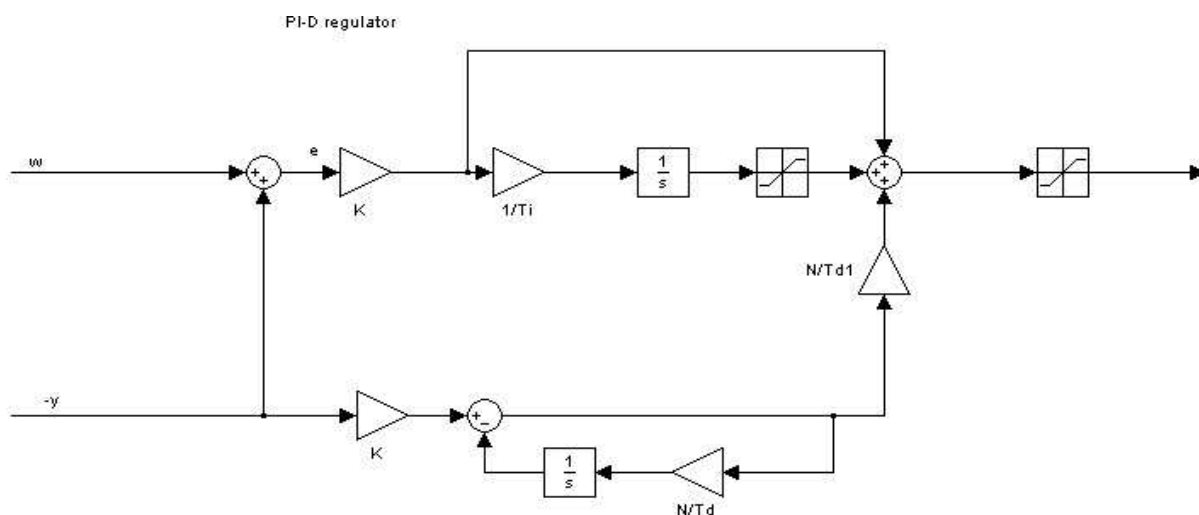 PI-D regulator
w
e
K
1/Ti
1
s
N/Td1
-y
K
1
s
N/Td